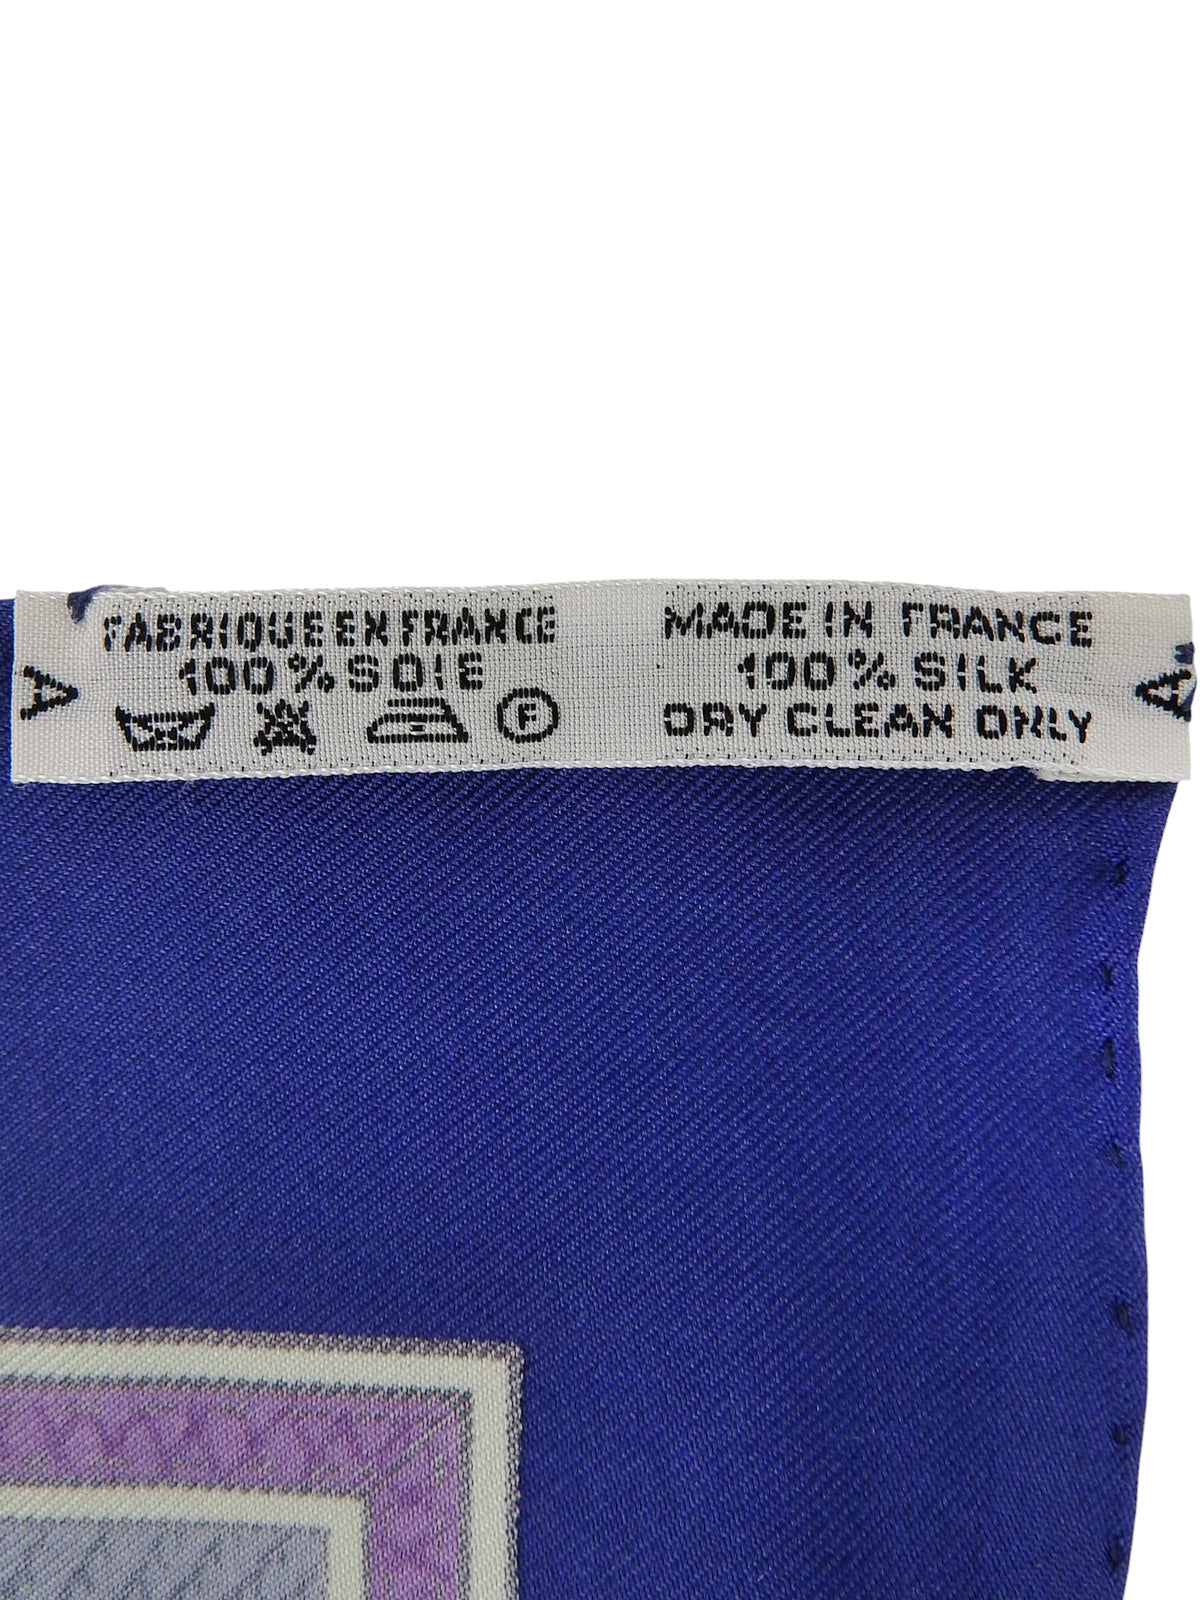 FABRIQUE EN FRANCE
100% SOIE
F
MADE IN FRANCE
100% SILK
DRY CLEAN ONLY
A
A